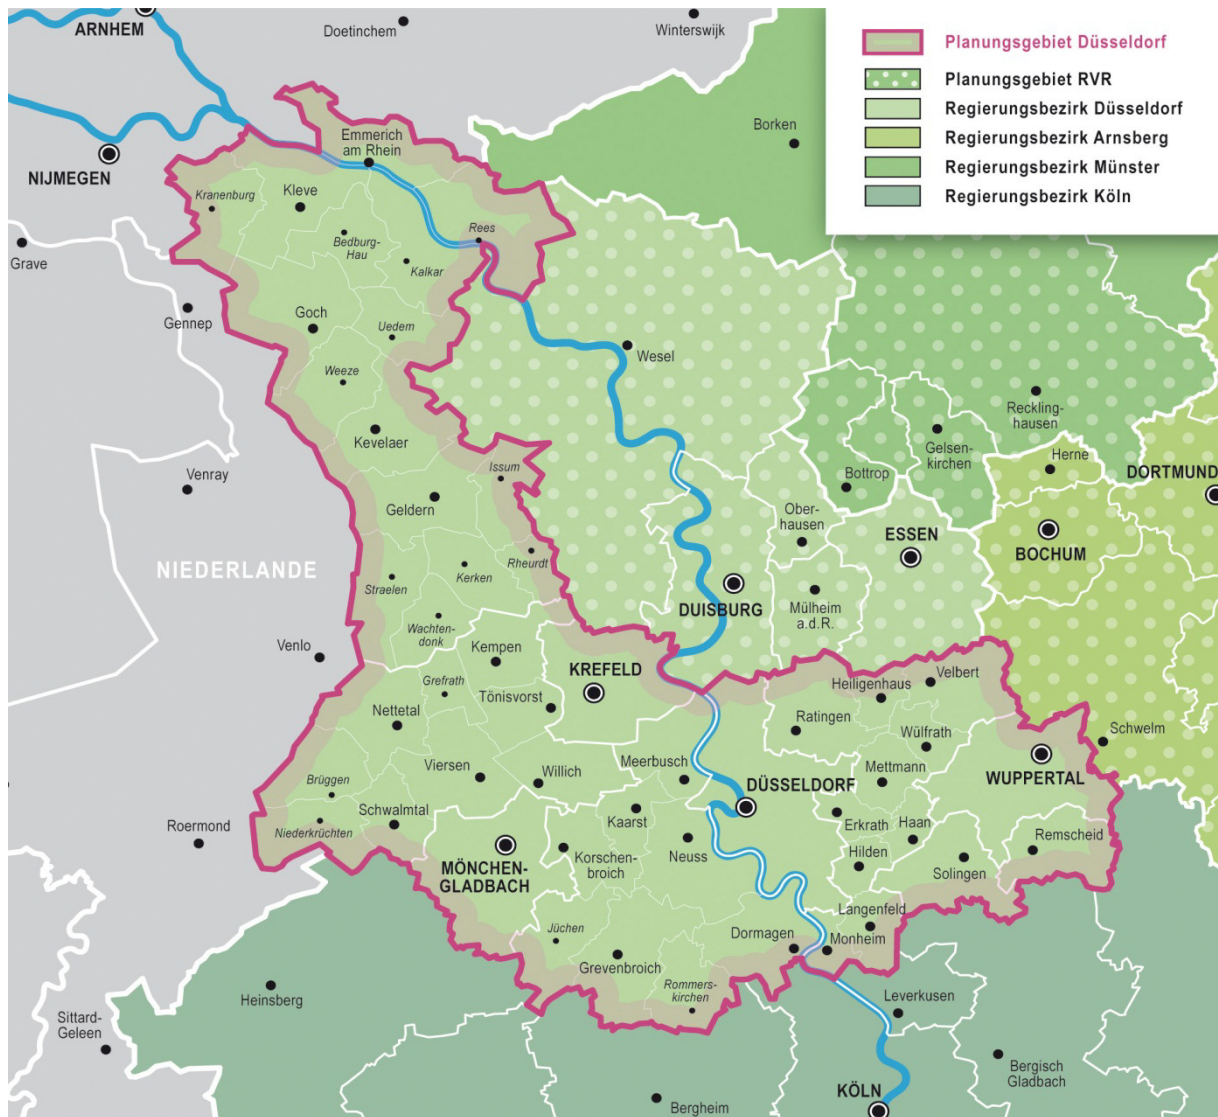 ARNHEM
Doetinchem
Winterswijk
Planungsgebiet Düsseldorf
Planungsgebiet RVR
Regierungsbezirk Düsseldorf
Regierungsbezirk Arnsberg
Regierungsbezirk Münster
Regierungsbezirk Köln
Borken
Emmerich
am Rhein
NIJMEGEN
Kranenburg
Kleve
Bedburg-
Hau
Rees
Kalkar
Grave
Gennep
Goch
Uedem
Wesel
Weeze
Kevelaer
Reckling-
hausen
Gelsen-
kirchen
Herne
DORTMUND
Venray
Issum
Bottrop
Geldern
Ober-
hausen
ESSEN
BOCHUM
NIEDERLANDE
Rheurdt
Kerken
Straelen
DUISBURG
Mülheim
a.d.R.
Wachten-
donk
Venlo
Kempen
KREFELD
Grefrath
Tönisvorst
Velbert
Heiligenhaus
Nettetal
Ratingen
Wülfrath
Schwelm
Viersen
Willich
Meerbusch
Mettmann
WUPPERTAL
DÜSSELDORF
Brüggen
Schwalmtal
Kaarst
Erkrath
Haan
Remscheid
Roermond
Niederkrüchten
MÖNCHEN-
GLADBACH
Korschen-
broich
Neuss
Hilden
Solingen
Langenfeld
Jüchen
Dormagen
Monheim
Grevenbroich
Rommers-
kirchen
Heinsberg
Leverkusen
Sittard-
Geleen
Bergisch
Gladbach
KÖLN
Bergheim